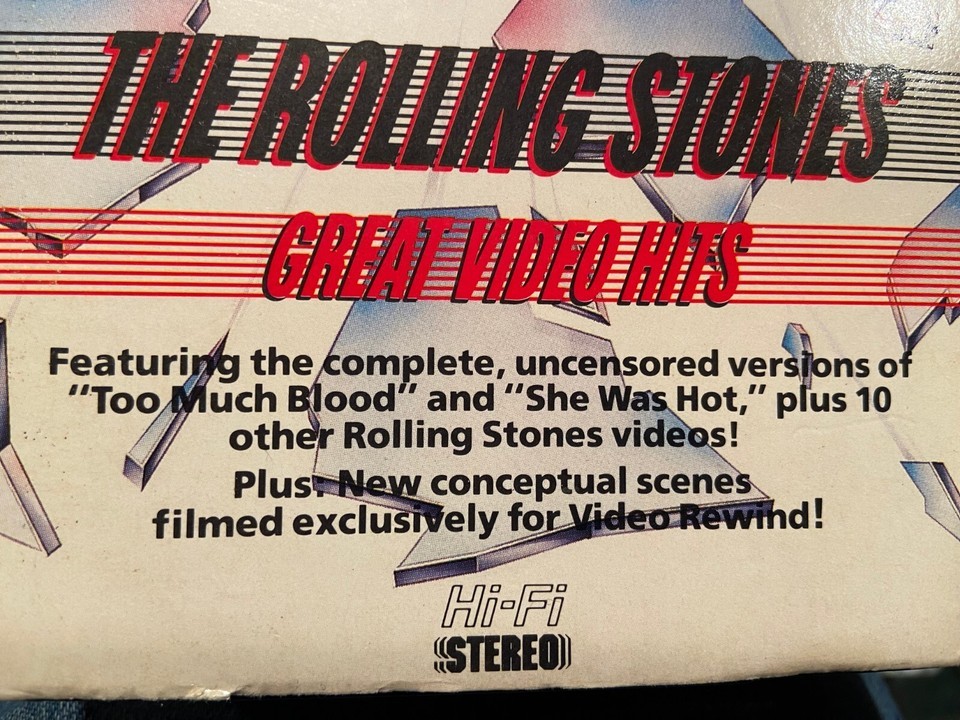 THE ROLLING STONES
GREAT VIDEO HITS
Featuring the complete, uncensored versions of
"Too Much Blood" and "She Was Hot," plus 10
other Rolling Stones videos!
Plus: New conceptual scenes
filmed exclusively for Video Rewind!
Hi-Fi
STEREO